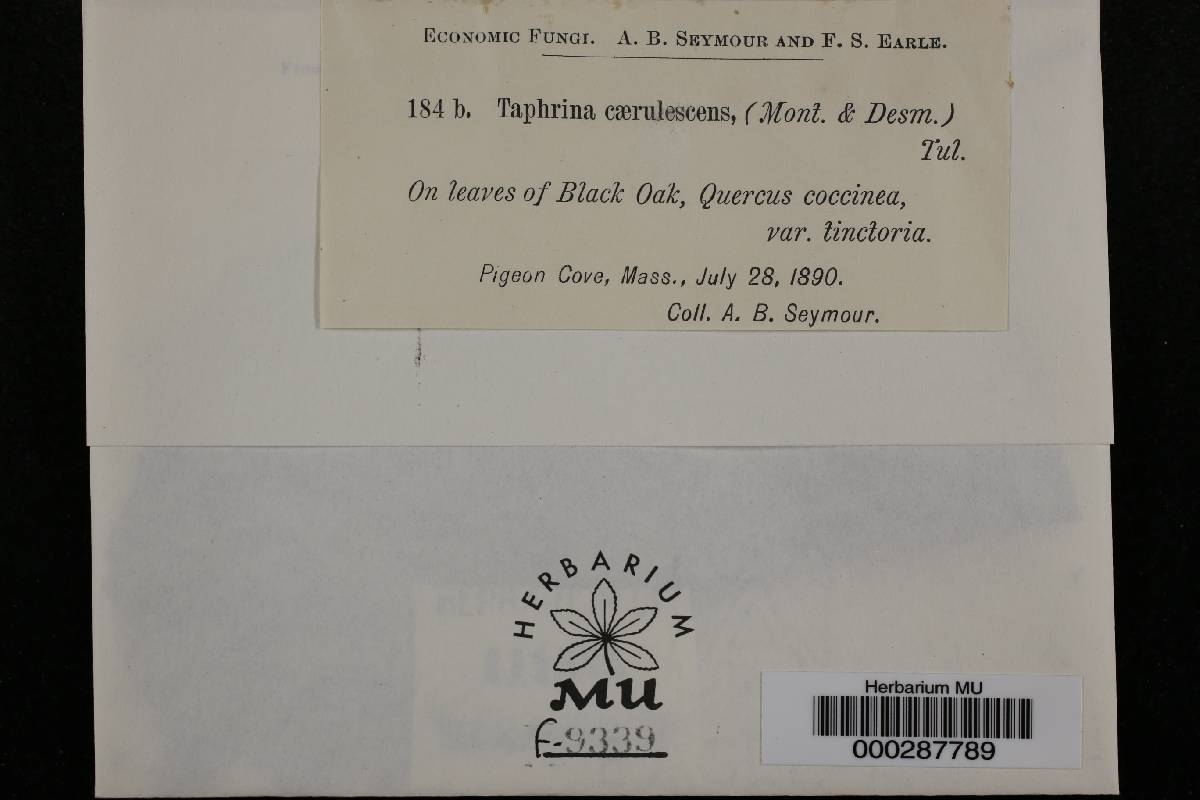 ECONOMIC FUNGI. A. B. SEYMOUR AND F. S. EARLE.
184 b. Taphrina cærulescens, (Mont. & Desm.)
Tul.
On leaves of Black Oak, Quercus coccinea,
var. tinctoria.
Pigeon Cove, Mass., July 28, 1890.
Coll. A. B. Seymour.
HERBARIUM
MU
F-9339
Herbarium MU
000287789